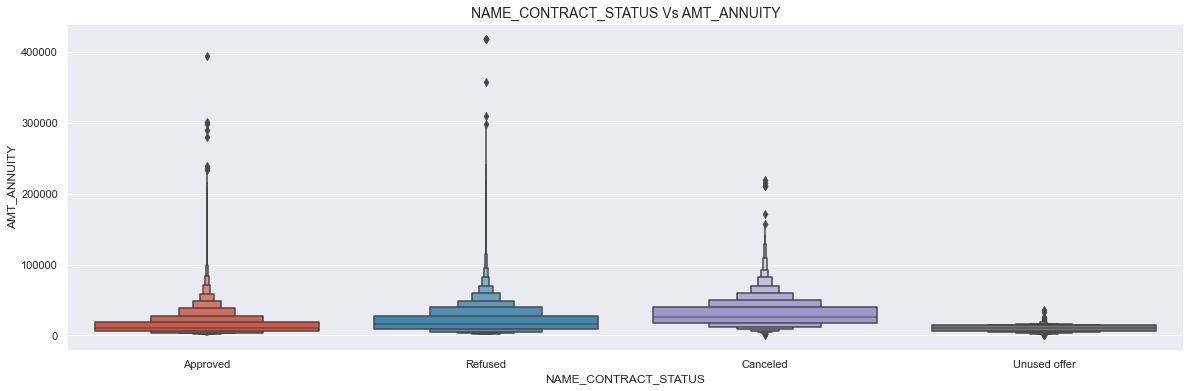 NAME_CONTRACT_STATUS Vs AMT_ANNUITY
400000
300000
200000
100000
0
AMT_ANNUITY
Approved
Refused
Canceled
Unused offer
NAME_CONTRACT_STATUS